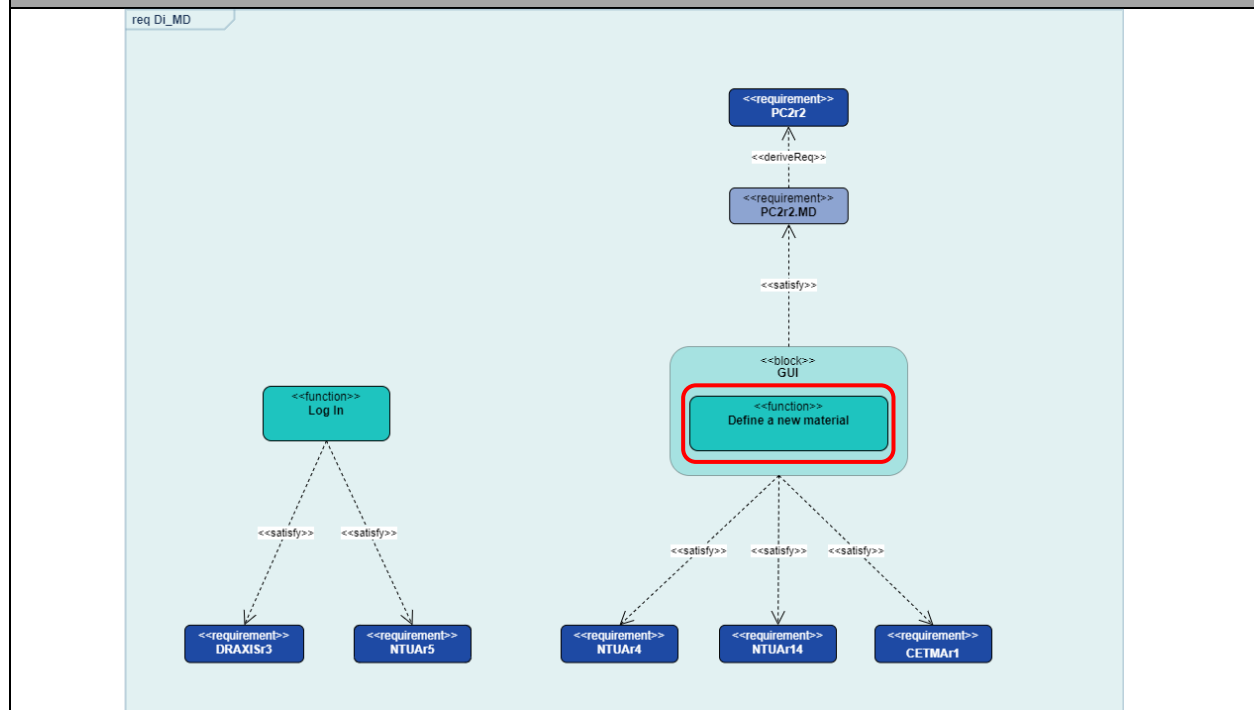 req Di_MD
<<requirement>>
PC2r2
<<deriveReq>>
<<requirement>>
PC2r2.MD
<<satisfy>>
<<block>>
GUI
<<function>>
Define a new material
<<function>>
Log In
<<satisfy>>
<<satisfy>>
<<satisfy>>
<<satisfy>>
<<satisfy>>
<<requirement>>
DRAXISr3
<<requirement>>
NTUAr5
<<requirement>>
NTUAr4
<<requirement>>
NTUAr14
<<requirement>>
CETMAr1